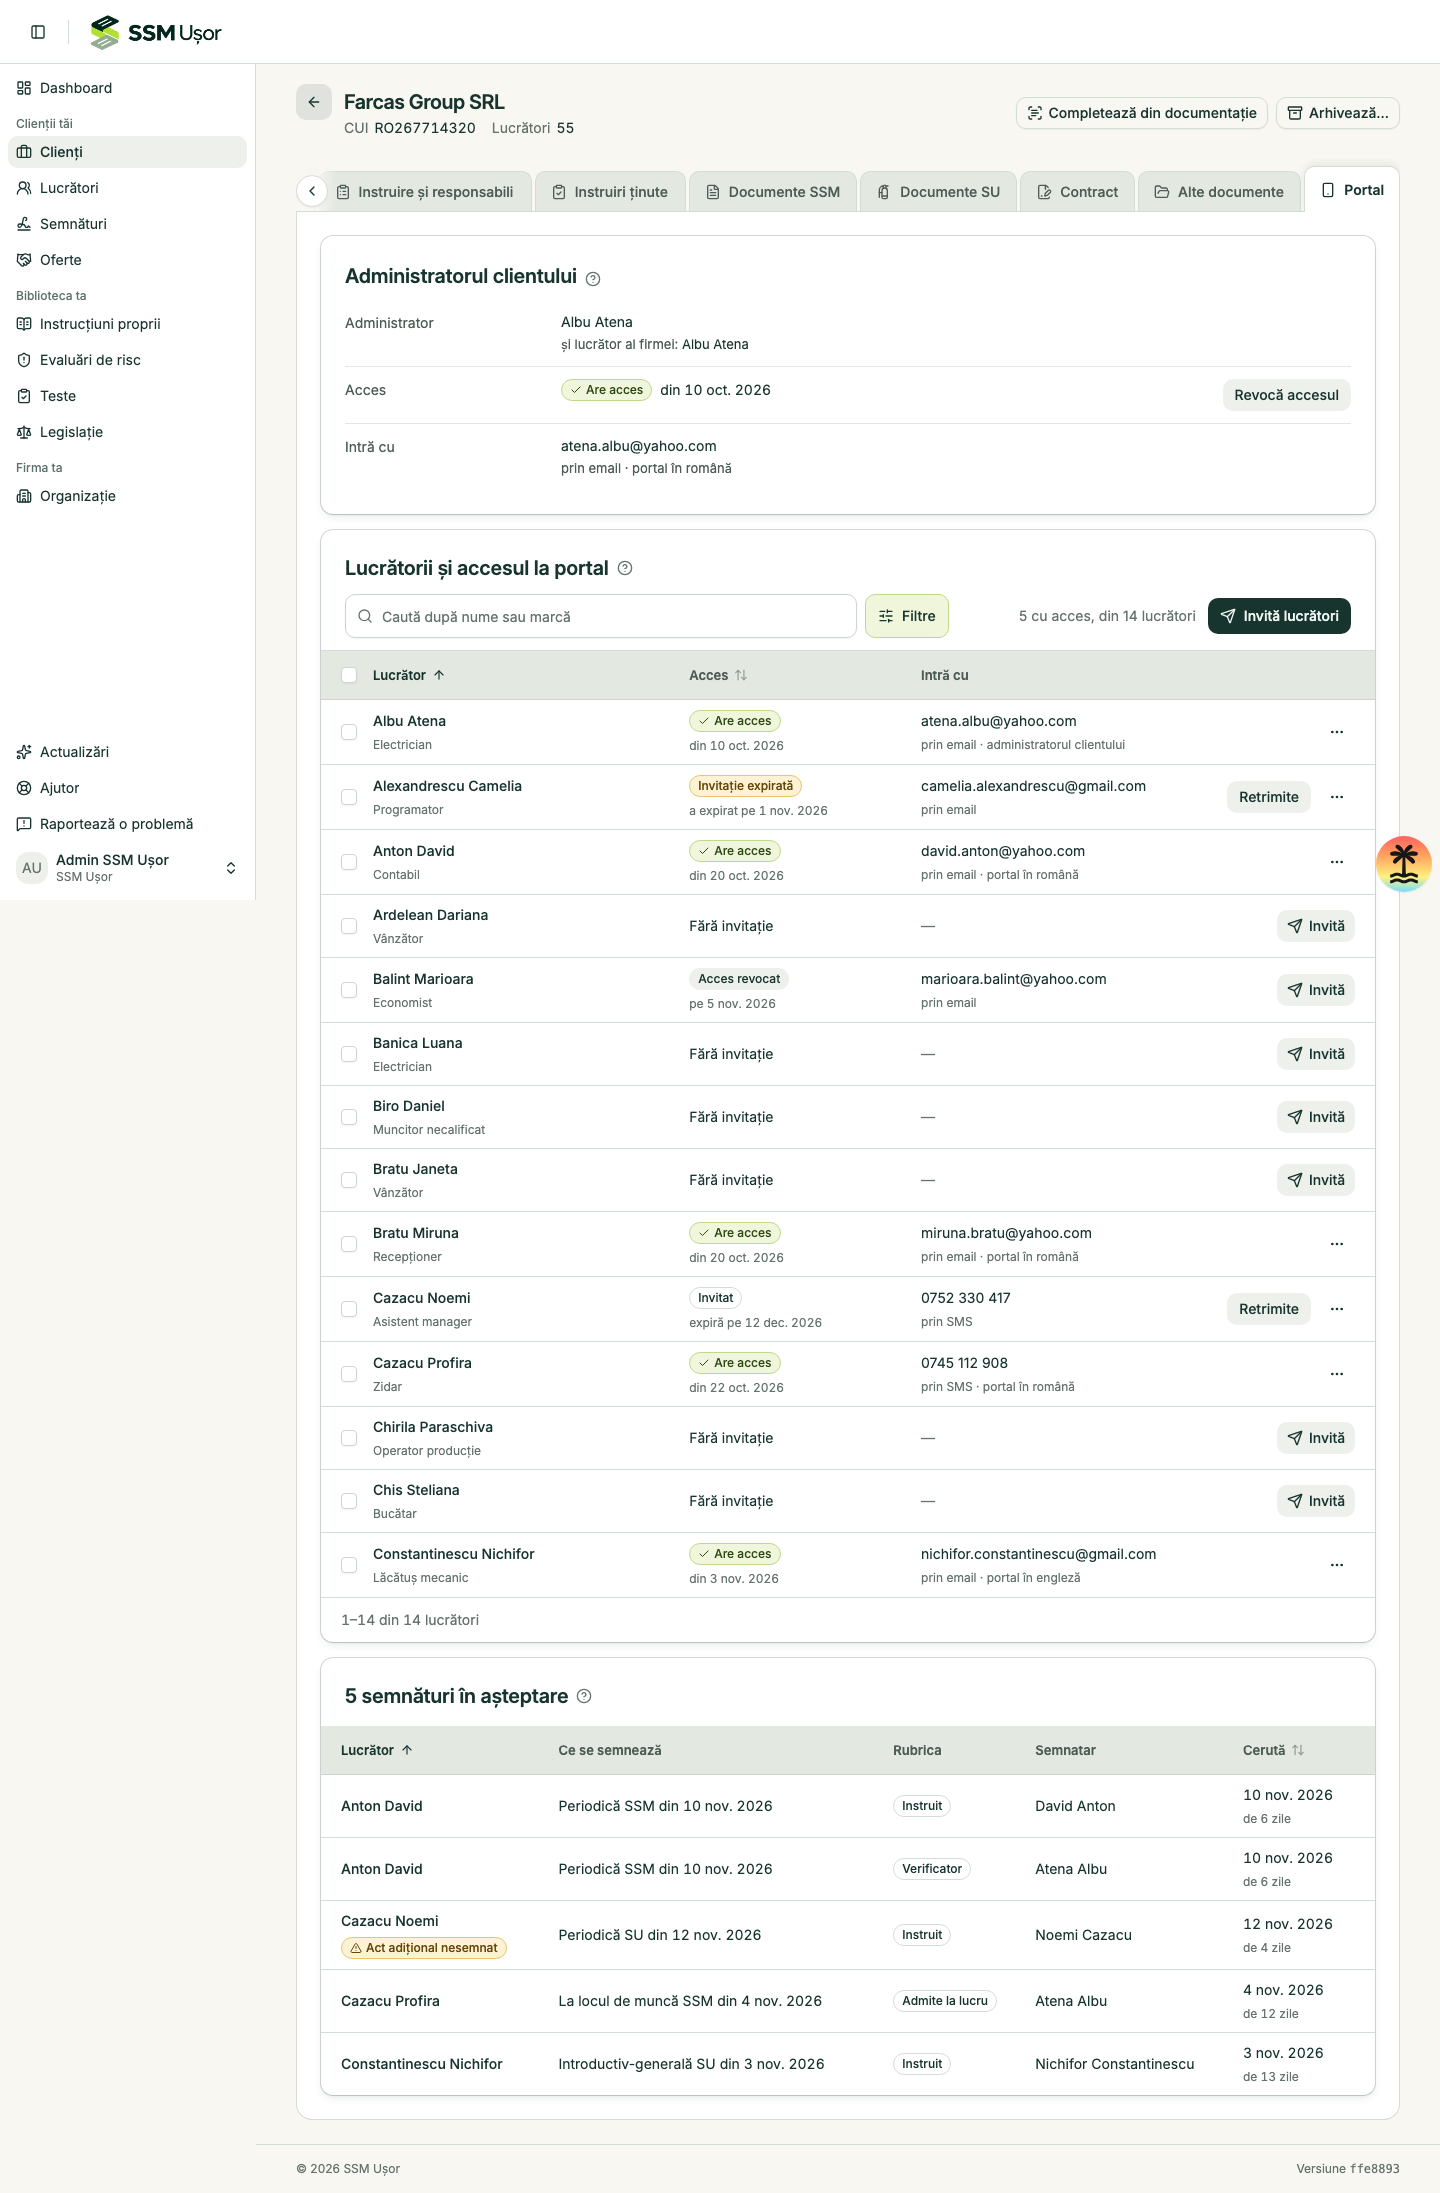 SSM Ușor
Dashboard
Clienții tăi
Clienți
Lucrători
Semnături
Oferte
Biblioteca ta
Instrucțiuni proprii
Evaluări de risc
Teste
Legislație
Firma ta
Organizație
Actualizări
Ajutor
Raportează o problemă
AU
Admin SSM Ușor
SSM Ușor
Farcas Group SRL
CUI RO267714320 Lucrători 55
Completează din documentație
Arhivează...
Instruire și responsabili
Instruiri ținute
Documente SSM
Documente SU
Contract
Alte documente
Portal
Administratorul clientului
Administrator
Albu Atena
și lucrător al firmei: Albu Atena
Acces
Are acces din 10 oct. 2026
Revocă accesul
Intră cu
atena.albu@yahoo.com
prin email · portal în română
Lucrătorii și accesul la portal
Caută după nume sau marcă
Filtre
5 cu acces, din 14 lucrători
Invită lucrători
Lucrător Acces Intră cu
Albu Atena
Electrician
Are acces
din 10 oct. 2026
atena.albu@yahoo.com
prin email · administratorul clientului
Alexandrescu Camelia
Programator
Invitație expirată
a expirat pe 1 nov. 2026
camelia.alexandrescu@gmail.com
prin email
Retrimite
Anton David
Contabil
Are acces
din 20 oct. 2026
david.anton@yahoo.com
prin email · portal în română
Ardelean Dariana
Vânzător
Fără invitație
—
Invită
Balint Marioara
Economist
Acces revocat
pe 5 nov. 2026
marioara.balint@yahoo.com
prin email
Invită
Banica Luana
Electrician
Fără invitație
—
Invită
Biro Daniel
Muncitor necalificat
Fără invitație
—
Invită
Bratu Janeta
Vânzător
Fără invitație
—
Invită
Bratu Miruna
Recepționer
Are acces
din 20 oct. 2026
miruna.bratu@yahoo.com
prin email · portal în română
Cazacu Noemi
Asistent manager
Invitat
expiră pe 12 dec. 2026
0752 330 417
prin SMS
Retrimite
Cazacu Profira
Zidar
Are acces
din 22 oct. 2026
0745 112 908
prin SMS · portal în română
Chirila Paraschiva
Operator producție
Fără invitație
—
Invită
Chis Steliana
Bucătar
Fără invitație
—
Invită
Constantinescu Nichifor
Lăcătuș mecanic
Are acces
din 3 nov. 2026
nichifor.constantinescu@gmail.com
prin email · portal în engleză
1–14 din 14 lucrători
5 semnături în așteptare
Lucrător Ce se semnează Rubrica Semnatar Cerută
Anton David
Periodică SSM din 10 nov. 2026
Instruit
David Anton
10 nov. 2026
de 6 zile
Anton David
Periodică SSM din 10 nov. 2026
Verificator
Atena Albu
10 nov. 2026
de 6 zile
Cazacu Noemi
Act adițional nesemnat
Periodică SU din 12 nov. 2026
Instruit
Noemi Cazacu
12 nov. 2026
de 4 zile
Cazacu Profira
La locul de muncă SSM din 4 nov. 2026
Admite la lucru
Atena Albu
4 nov. 2026
de 12 zile
Constantinescu Nichifor
Introductiv-generală SU din 3 nov. 2026
Instruit
Nichifor Constantinescu
3 nov. 2026
de 13 zile
© 2026 SSM Ușor
Versiune ffe8893